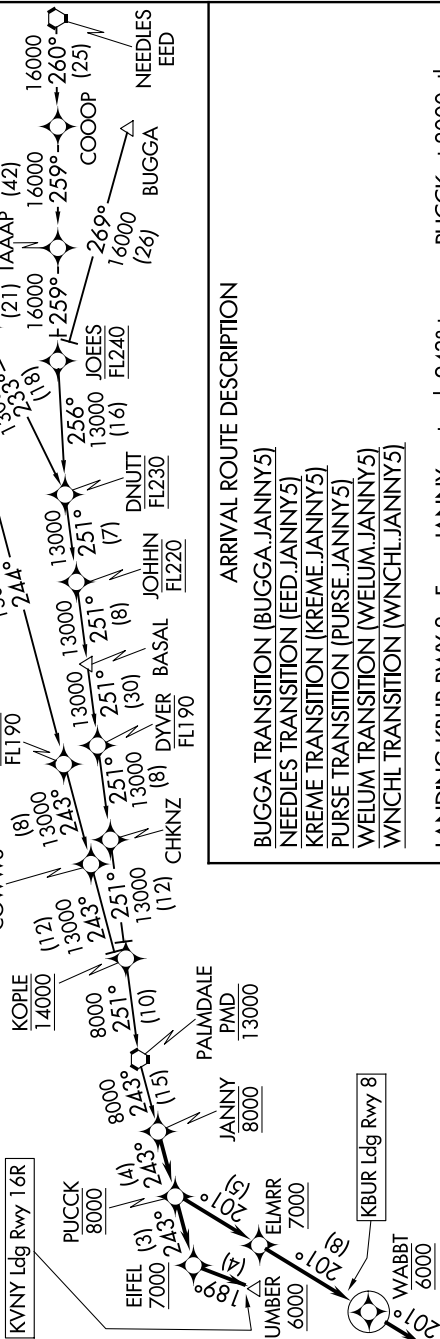 NEEDLES
EED
16000
260°
(25)
COOOP
BUGGA
16000
259°
(42)
TAAAP
(21)
16000
259°
269°
16000
(26)
JOEES
FL240
(18)
256°
13000
(16)
DNUTT
FL230
13000
251°
(7)
JOHHN
FL220
13000
251°
(8)
BASAL
13000
251°
(30)
DYVER
FL190
244°
FL190
(8)
13000
243°
251°
13000
(8)
CHKNZ
(12)
13000
243°
251°
13000
(12)
KOPLE
14000
8000
251°
(10)
PALMDALE
PMD
13000
8000
243°
(15)
JANNY
8000
(4)
243°
PUCCK
8000
(3)
243°
EIFEL
7000
(4)
189°
UMBER
6000
KVNY Ldg Rwy 16R
201°
(5)
ELMRR
7000
201°
(8)
KBUR Ldg Rwy 8
WABBT
6000
201°
ARRIVAL ROUTE DESCRIPTION
BUGGA TRANSITION (BUGGA.JANNY5)
NEEDLES TRANSITION (EED.JANNY5)
KREME TRANSITION (KREME.JANNY5)
PURSE TRANSITION (PURSE.JANNY5)
WELUM TRANSITION (WELUM.JANNY5)
WNCHL TRANSITION (WNCHL.JANNY5)